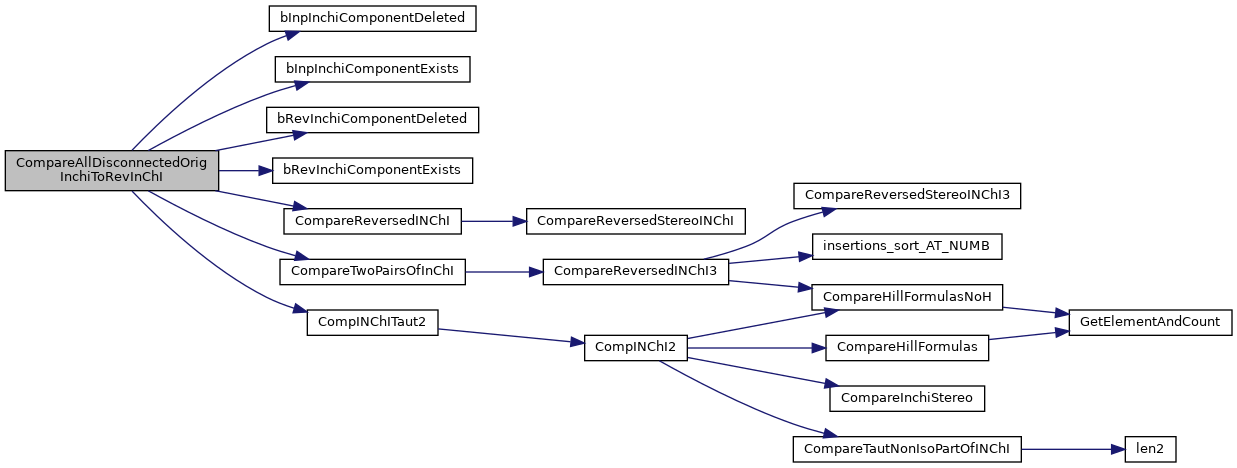 bInpInchiComponentDeleted
bInpInchiComponentExists
bRevInchiComponentDeleted
CompareAllDisconnectedOrig
InchiToRevInChI
bRevInchiComponentExists
CompareReversedINChI
CompareReversedStereoINChI
CompareReversedStereoINChI3
insertions_sort_AT_NUMB
CompareTwoPairsOfInChI
CompareReversedINChI3
CompareHillFormulasNoH
GetElementAndCount
CompINChITaut2
CompINChI2
CompareHillFormulas
CompareInchiStereo
CompareTautNonIsoPartOfINChI
len2